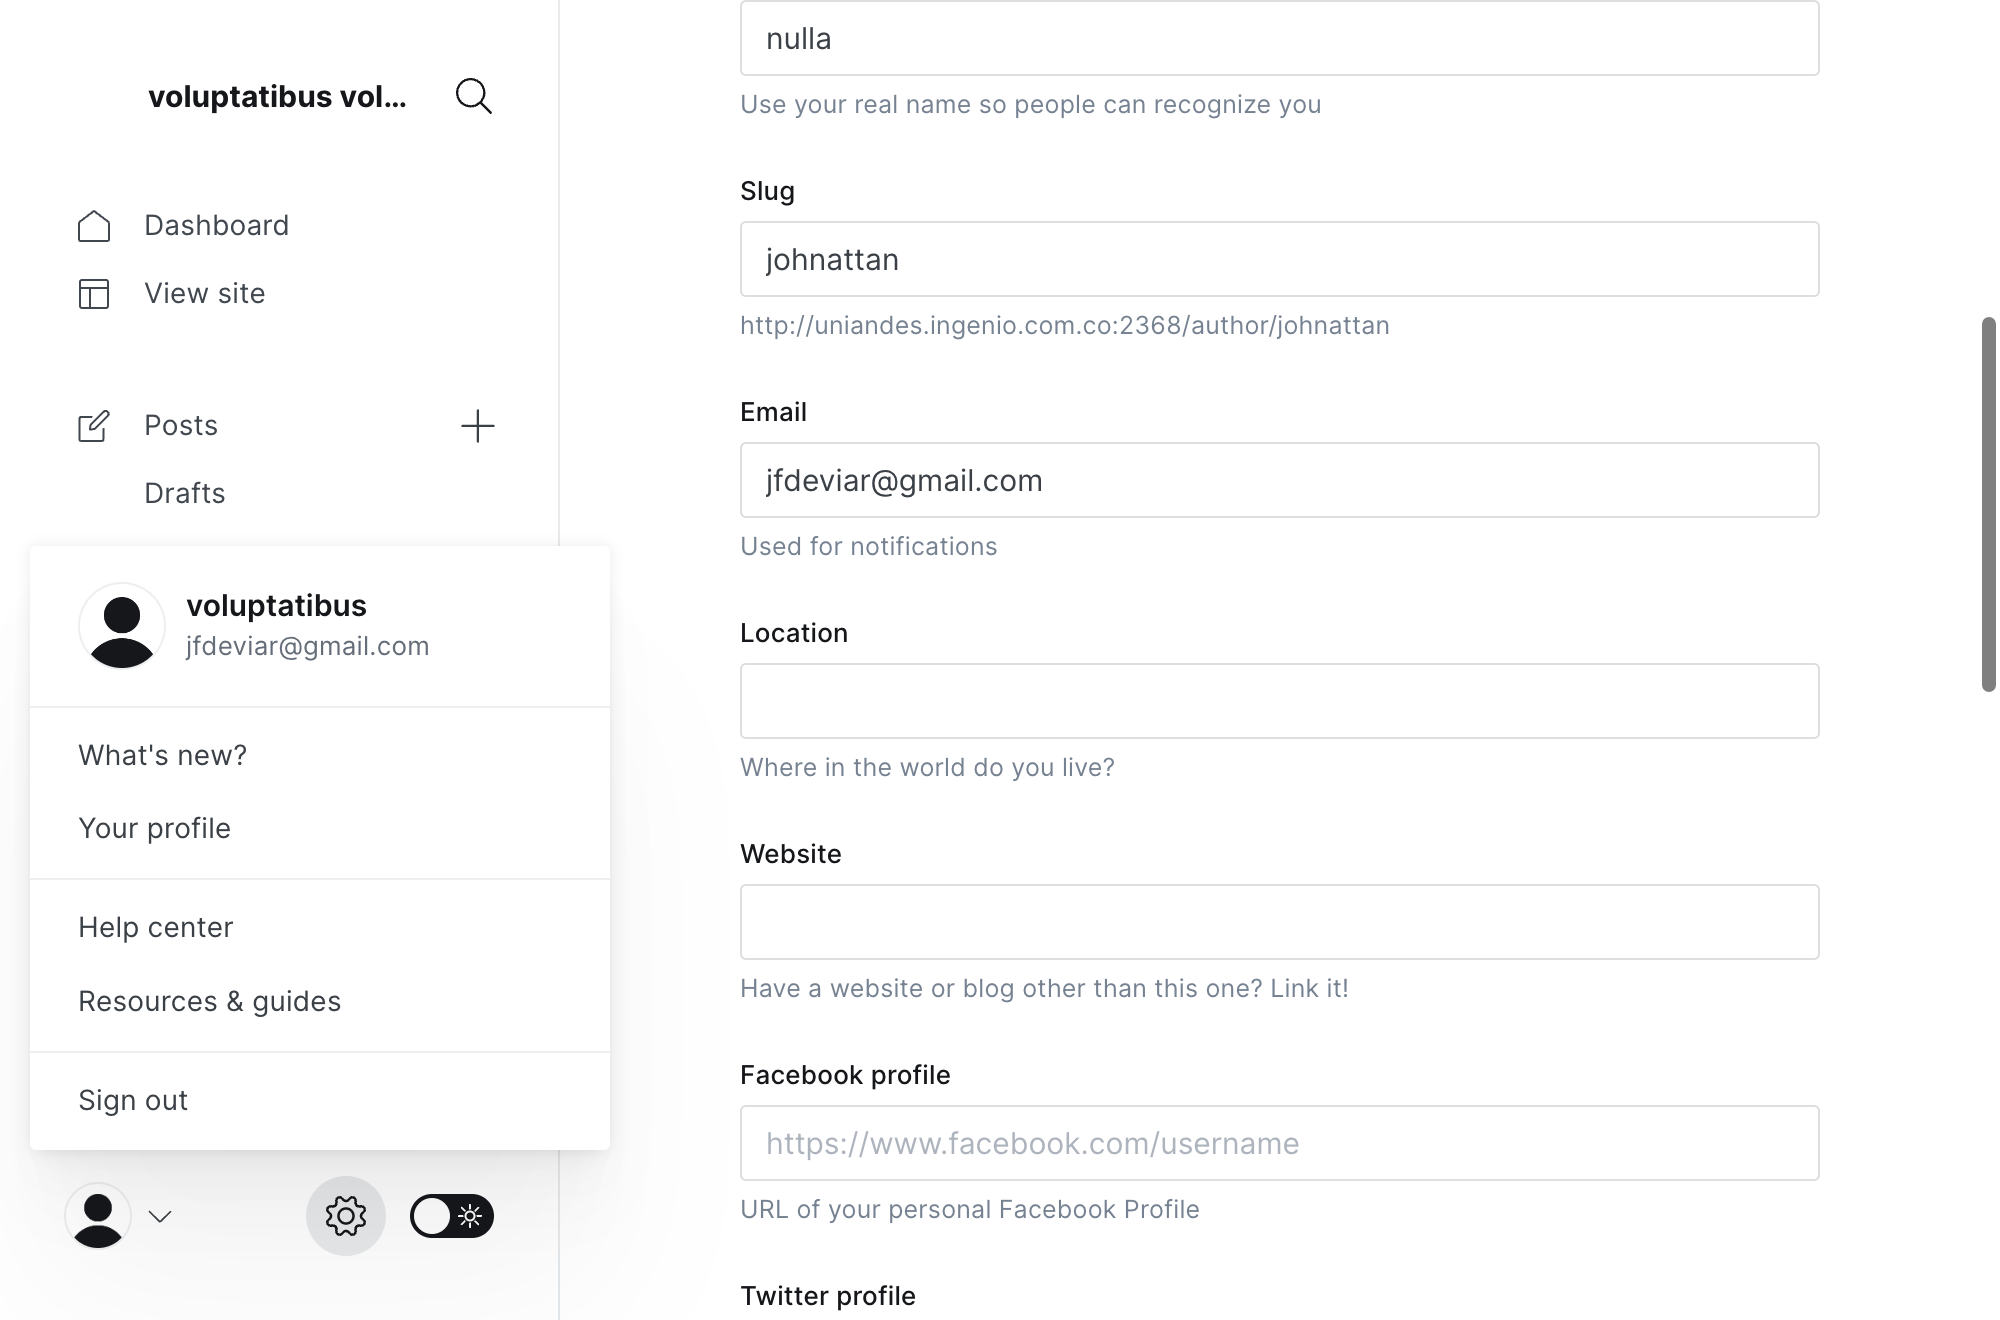 voluptatibus vol...
Dashboard
View site
Posts
Drafts
voluptatibus
jfdeviar@gmail.com
What's new?
Your profile
Help center
Resources & guides
Sign out
nulla
Use your real name so people can recognize you
Slug
johnattan
http://uniandes.ingenio.com.co:2368/author/johnattan
Email
jfdeviar@gmail.com
Used for notifications
Location
Where in the world do you live?
Website
Have a website or blog other than this one? Link it!
Facebook profile
https://www.facebook.com/username
URL of your personal Facebook Profile
Twitter profile